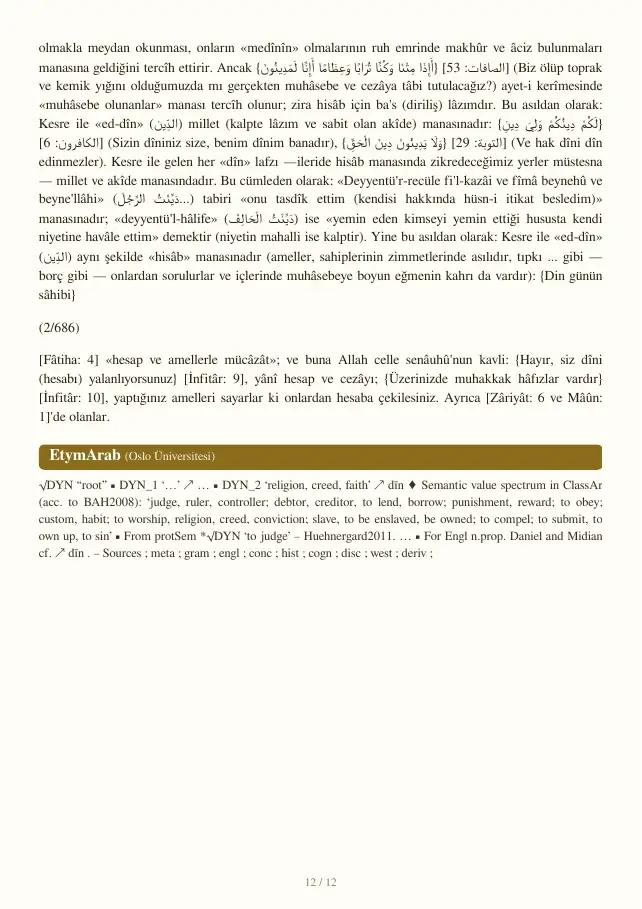 olmakla meydan okunması, onların «medînîn» olmalarının ruh emrinde makhûr ve âciz bulunmaları
manasına geldiğini tercîh ettirir. Ancak {أَإِذَا مِتْنَا وَكُنَّا تُرَابًا وَعِظَامًا أَإِنَّا لَمَدِينُونَ} [الصافات: 53] (Biz ölüp toprak
ve kemik yığını olduğumuzda mı gerçekten muhâsebe ve cezâya tâbi tutulacağız?) ayet-i kerîmesinde
«muhâsebe olunanlar» manası tercîh olunur; zira hisâb için ba's (diriliş) lâzımdır. Bu asıldan olarak:
Kesre ile «ed-dîn» (الدِّين) millet (kalpte lâzım ve sabit olan akîde) manasınadır: {لَكُمْ دِينُكُمْ وَلِيَ دِينِ}
[الكافرون: 6] (Sizin dîniniz size, benim dînim banadır), {وَلَا يَدِينُونَ دِينَ الْحَقِّ} [التوبة: 29] (Ve hak dîni dîn
edinmezler). Kesre ile gelen her «dîn» lafzı —ileride hisâb manasında zikredeceğimiz yerler müstesna
— millet ve akîde manasındadır. Bu cümleden olarak: «Deyyentü'r-recüle fi'l-kazâi ve fîmâ beynehû ve
beyne'llâhi» (دَيَّنْتُ الرَّجُلَ...) tabiri «onu tasdîk ettim (kendisi hakkında hüsn-i itikat besledim)»
manasınadır; «deyyentü'l-hâlife» (دَيَّنْتُ الْحَالِفَ) ise «yemin eden kimseyi yemin ettiği hususta kendi
niyetine havâle ettim» demektir (niyetin mahalli ise kalptir). Yine bu asıldan olarak: Kesre ile «ed-dîn»
(الدِّين) aynı şekilde «hisâb» manasınadır (ameller, sahiplerinin zimmetlerinde asılıdır, tıpkı ... gibi —
borç gibi — onlardan sorulurlar ve içlerinde muhâsebeye boyun eğmenin kahrı da vardır): {Din günün
sâhibi}
(2/686)
[Fâtiha: 4] «hesap ve amellerle mücâzât»; ve buna Allah celle senâuhû'nun kavli: {Hayır, siz dîni
(hesabı) yalanlıyorsunuz} [İnfitâr: 9], yânî hesap ve cezâyı; {Üzerinizde muhakkak hâfızlar vardır}
[İnfitâr: 10], yaptığınız amelleri sayarlar ki onlardan hesaba çekilesiniz. Ayrıca [Zâriyât: 6 ve Mâûn:
1]'de olanlar.
EtymArab (Oslo Üniversitesi)
√DYN “root” ▪ DYN_1 ‘…’ ↗ … ▪ DYN_2 ‘religion, creed, faith’ ↗ dīn ♦ Semantic value spectrum in ClassAr
(acc. to BAH2008): ‘judge, ruler, controller; debtor, creditor, to lend, borrow; punishment, reward; to obey;
custom, habit; to worship, religion, creed, conviction; slave, to be enslaved, be owned; to compel; to submit, to
own up, to sin’ ▪ From protSem *√DYN ‘to judge’ – Huehnergard2011. … ▪ For Engl n.prop. Daniel and Midian
cf. ↗ dīn . – Sources ; meta ; gram ; engl ; conc ; hist ; cogn ; disc ; west ; deriv ;
12 / 12